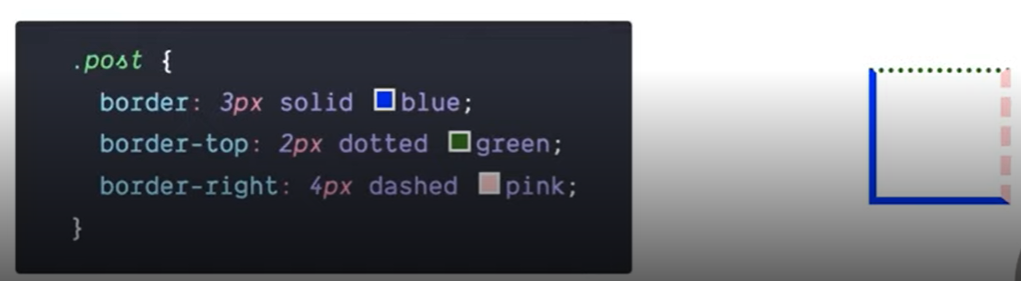 .post {
border: 3px solid blue;
border-top: 2px dotted green;
border-right: 4px dashed pink;
}